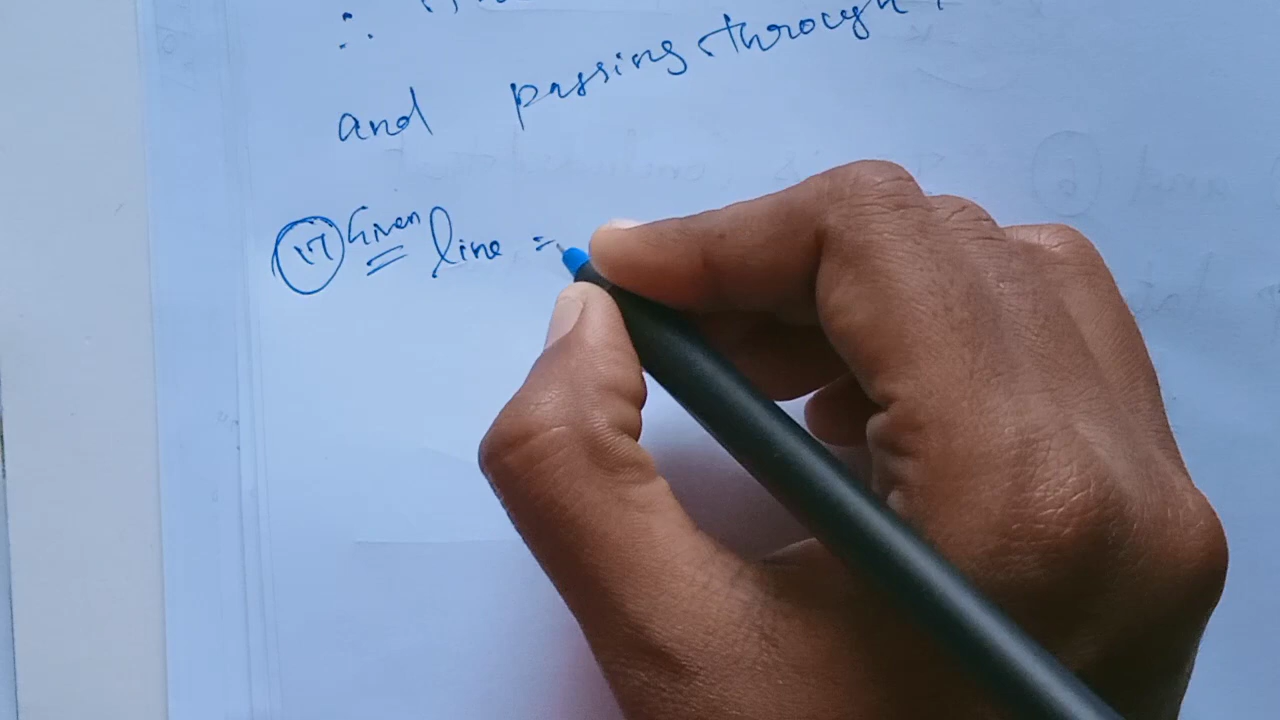 ∴
and passing through
(17) Given line =